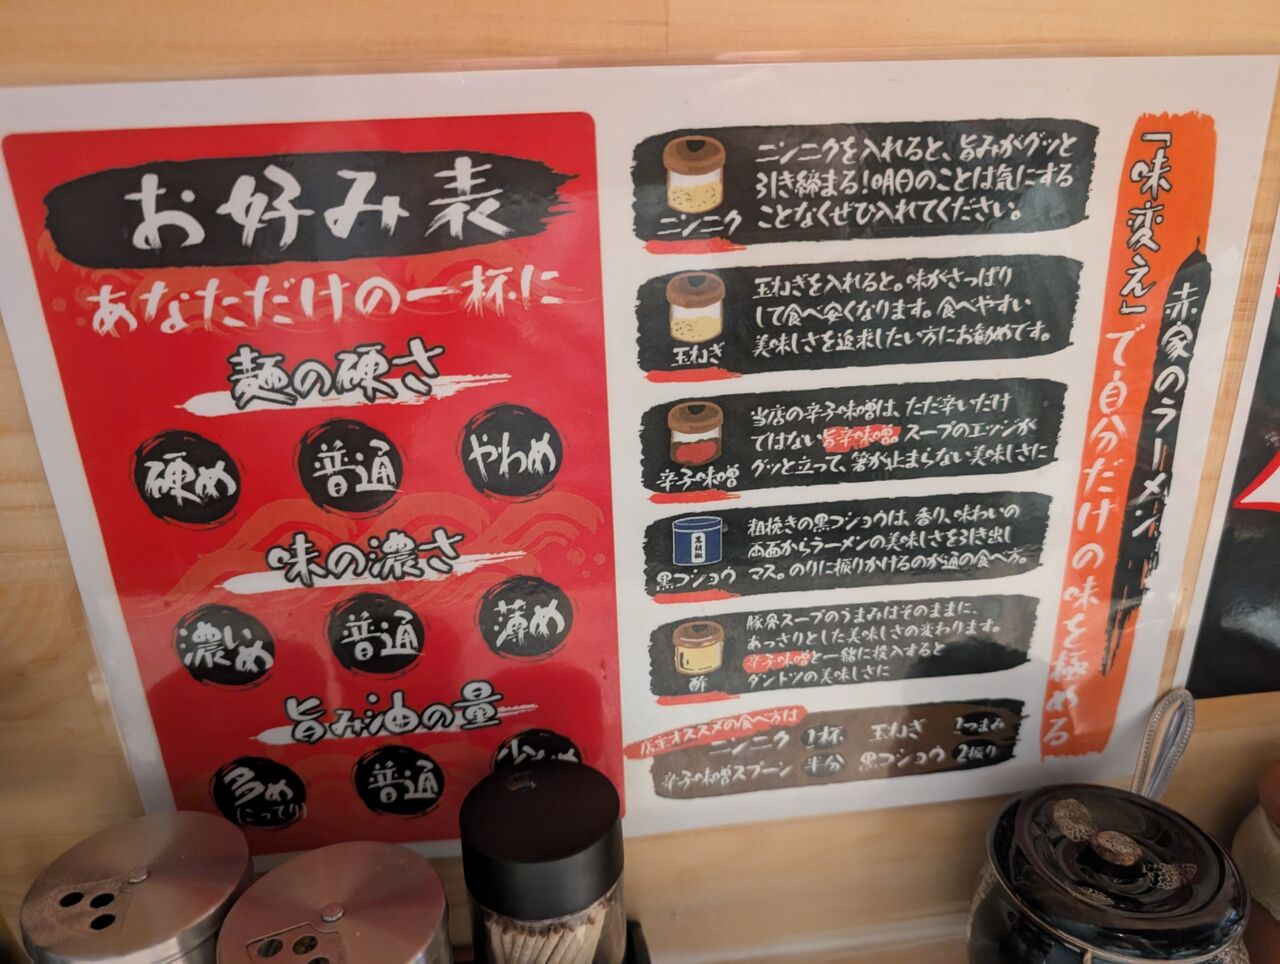 お好み表
あなただけの一杯に
麺の硬さ
硬め
普通
やわめ
味の濃さ
濃いめ
普通
薄め
旨み油の量
多め
こってり
普通
赤家のラーメン
「味変え」で自分だけの味を極める
ニンニク
ニンニクを入れると、旨みがグッと
引き締まる!明日のことは気にする
ことなくぜひ入れてください。
玉ねぎ
玉ねぎを入れると。味がさっぱり
して食べ安くなります。食べやすい
美味しさを追求したい方にお勧めです。
辛子味噌
当店の辛子味噌は、ただ辛いだけ
ではない旨辛味噌。スープのエッジが
グッと立って、箸が止まらない美味しさに
黒胡椒
黒コショウ
粗挽きの黒コショウは、香り、味わいの
両面からラーメンの美味しさを引き出し
マス。のりに振りかけるのが通の食べ方。
酢
豚骨スープのうまみはそのままに、
あっさりとした美味しさの変わります。
辛子味噌と一緒に投入すると
ダントツの美味しさに
店主オススメの食べ方は
ニンニク 1杯 玉ねぎ 1つまみ
辛子味噌スプーン 半分 黒コショウ 2振り